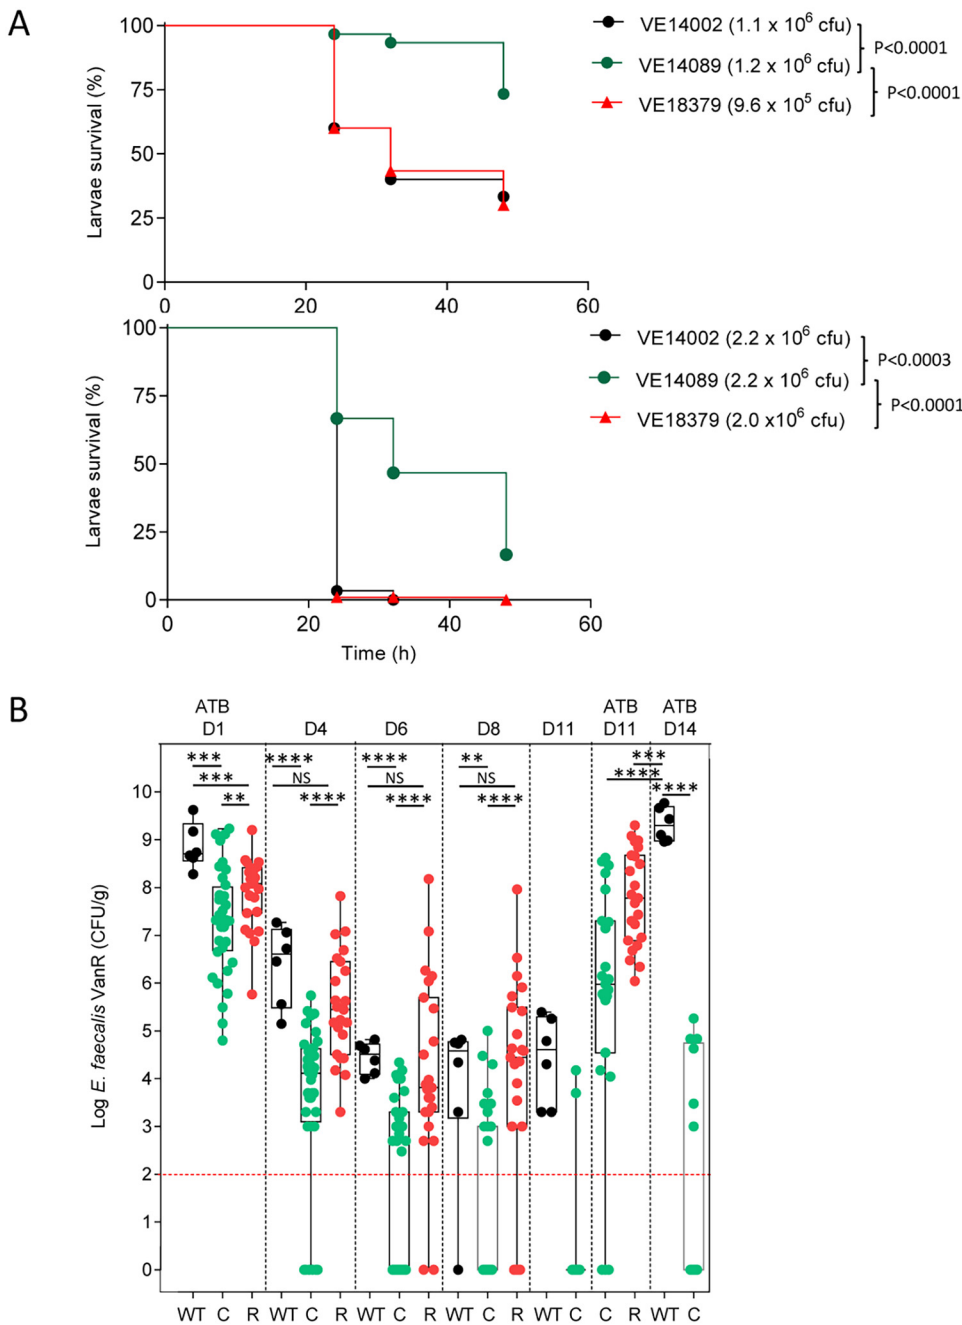 A
100
75
50
25
0
Larvae survival (%)
0 20 40 60
VE14002 (1.1 x 10⁶ cfu)
VE14089 (1.2 x 10⁶ cfu)
VE18379 (9.6 x 10⁵ cfu)
P<0.0001
P<0.0001
100
75
50
25
0
Larvae survival (%)
0 20 40 60
Time (h)
VE14002 (2.2 x 10⁶ cfu)
VE14089 (2.2 x 10⁶ cfu)
VE18379 (2.0 x10⁶ cfu)
P<0.0003
P<0.0001
B
ATB ATB ATB
D1 D4 D6 D8 D11 D11 D14
*** **** **** ** ***
*** NS NS NS **** ****
** **** **** ****
10
9
8
7
6
5
4
3
2
1
0
Log E. faecalis VanR (CFU/g)
WT C R WT C R WT C R WT C R WT C C R WT C